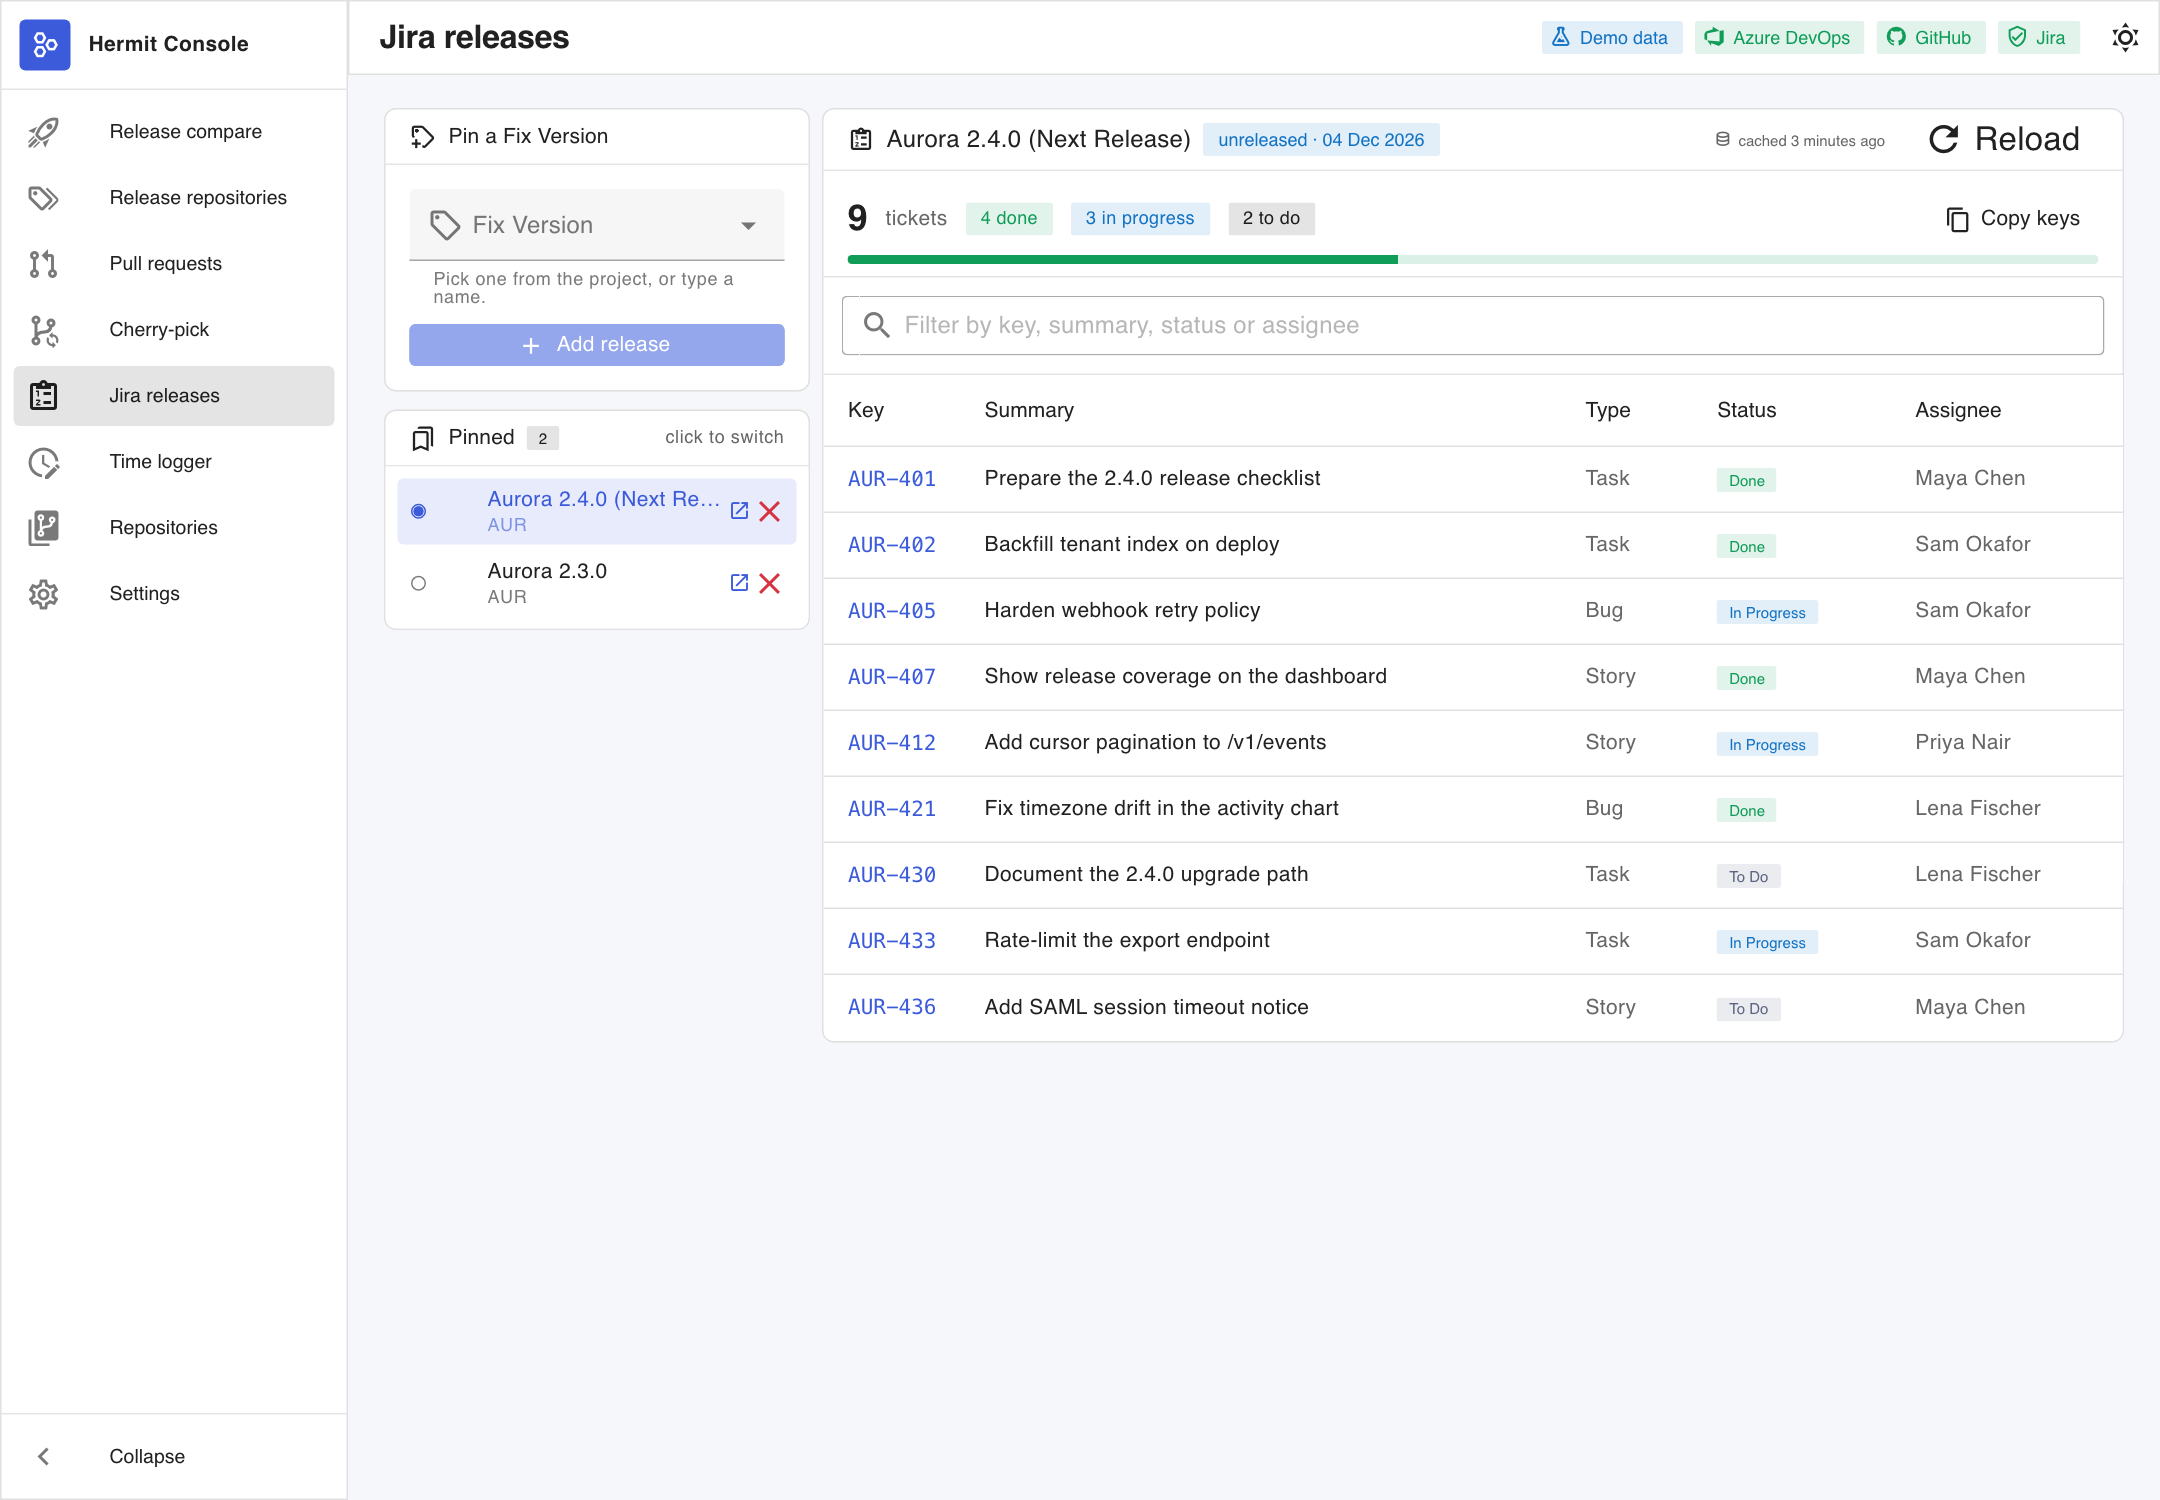 Hermit Console
Release compare
Release repositories
Pull requests
Cherry-pick
Jira releases
Time logger
Repositories
Settings
Collapse
Jira releases
Demo data
Azure DevOps
GitHub
Jira
Pin a Fix Version
Fix Version
Pick one from the project, or type a
name.
Add release
Pinned 2 click to switch
Aurora 2.4.0 (Next Re...
AUR
Aurora 2.3.0
AUR
Aurora 2.4.0 (Next Release) unreleased · 04 Dec 2026 cached 3 minutes ago Reload
9 tickets 4 done 3 in progress 2 to do Copy keys
Filter by key, summary, status or assignee
Key Summary Type Status Assignee
AUR-401 Prepare the 2.4.0 release checklist Task Done Maya Chen
AUR-402 Backfill tenant index on deploy Task Done Sam Okafor
AUR-405 Harden webhook retry policy Bug In Progress Sam Okafor
AUR-407 Show release coverage on the dashboard Story Done Maya Chen
AUR-412 Add cursor pagination to /v1/events Story In Progress Priya Nair
AUR-421 Fix timezone drift in the activity chart Bug Done Lena Fischer
AUR-430 Document the 2.4.0 upgrade path Task To Do Lena Fischer
AUR-433 Rate-limit the export endpoint Task In Progress Sam Okafor
AUR-436 Add SAML session timeout notice Story To Do Maya Chen